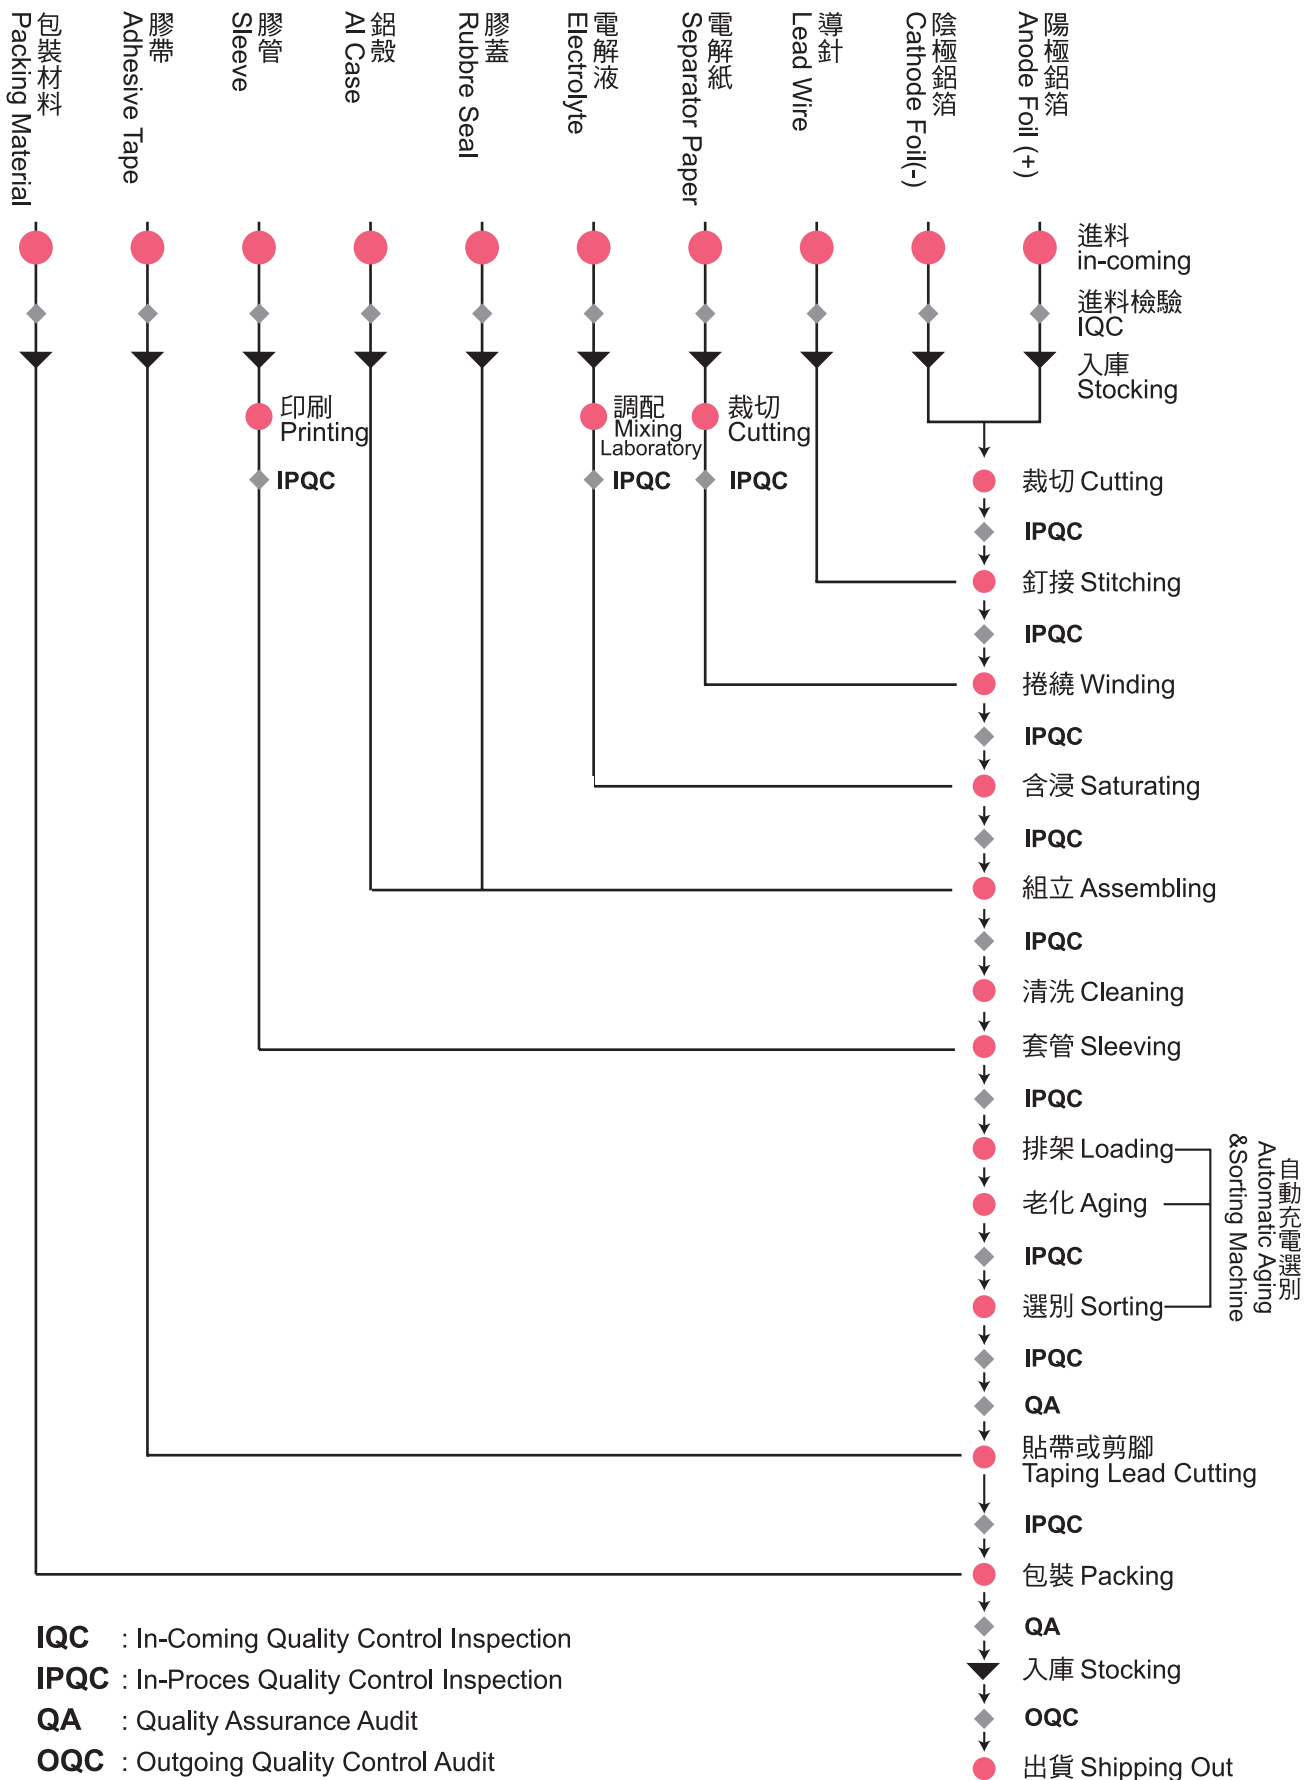 包裝材料
Packing Material
膠帶
Adhesive Tape
膠管
Sleeve
鋁殼
Al Case
膠蓋
Rubbre Seal
電解液
Electrolyte
電解紙
Separator Paper
導針
Lead Wire
陰極鋁箔
Cathode Foil(-)
陽極鋁箔
Anode Foil (+)
進料
in-coming
進料檢驗
IQC
入庫
Stocking
印刷
Printing
IPQC
調配
Mixing
Laboratory
IPQC
裁切
Cutting
IPQC
裁切 Cutting
IPQC
釘接 Stitching
IPQC
捲繞 Winding
IPQC
含浸 Saturating
IPQC
組立 Assembling
IPQC
清洗 Cleaning
套管 Sleeving
IPQC
排架 Loading
老化 Aging
IPQC
選別 Sorting
自動充電選別
Automatic Aging
&Sorting Machine
IPQC
QA
貼帶或剪腳
Taping Lead Cutting
IPQC
包裝 Packing
QA
入庫 Stocking
OQC
出貨 Shipping Out
IQC : In-Coming Quality Control Inspection
IPQC : In-Proces Quality Control Inspection
QA : Quality Assurance Audit
OQC : Outgoing Quality Control Audit